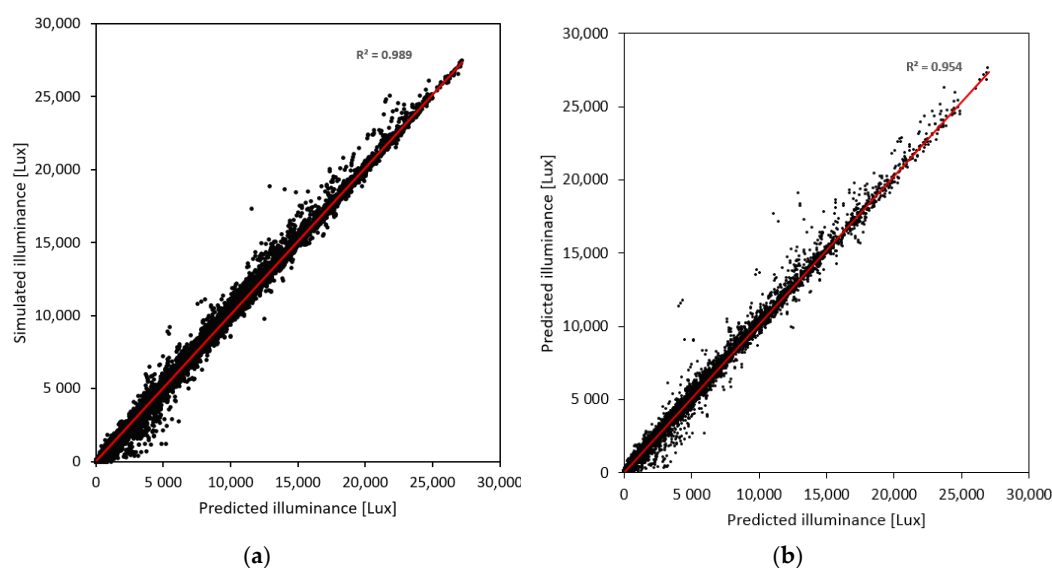 30,000
25,000
20,000
15,000
10,000
5 000
0
Simulated illuminance [Lux]
R² = 0.989
0 5 000 10,000 15,000 20,000 25,000 30,000
Predicted illuminance [Lux]
(a)
30,000
25,000
20,000
15,000
10,000
5 000
0
Predicted illuminance [Lux]
R² = 0.954
0 5 000 10,000 15,000 20,000 25,000 30,000
Predicted illuminance [Lux]
(b)